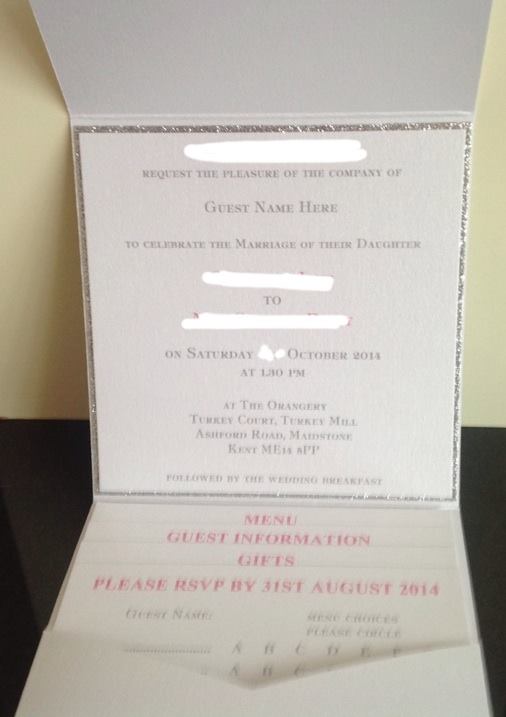 REQUEST THE PLEASURE OF THE COMPANY OF
GUEST NAME HERE
TO CELEBRATE THE MARRIAGE OF THEIR DAUGHTER
TO
ON SATURDAY OCTOBER 2014
AT 1.30 PM
AT THE ORANGERY
TURKEY COURT, TURKEY MILL
ASHFORD ROAD, MAIDSTONE
KENT ME14 5PP
FOLLOWED BY THE WEDDING BREAKFAST
MENU
GUEST INFORMATION
GIFTS
PLEASE RSVP BY 31ST AUGUST 2014
GUEST NAME: MENU CHOICES
PLEASE CIRCLE
.................... A B C D E F
A B C